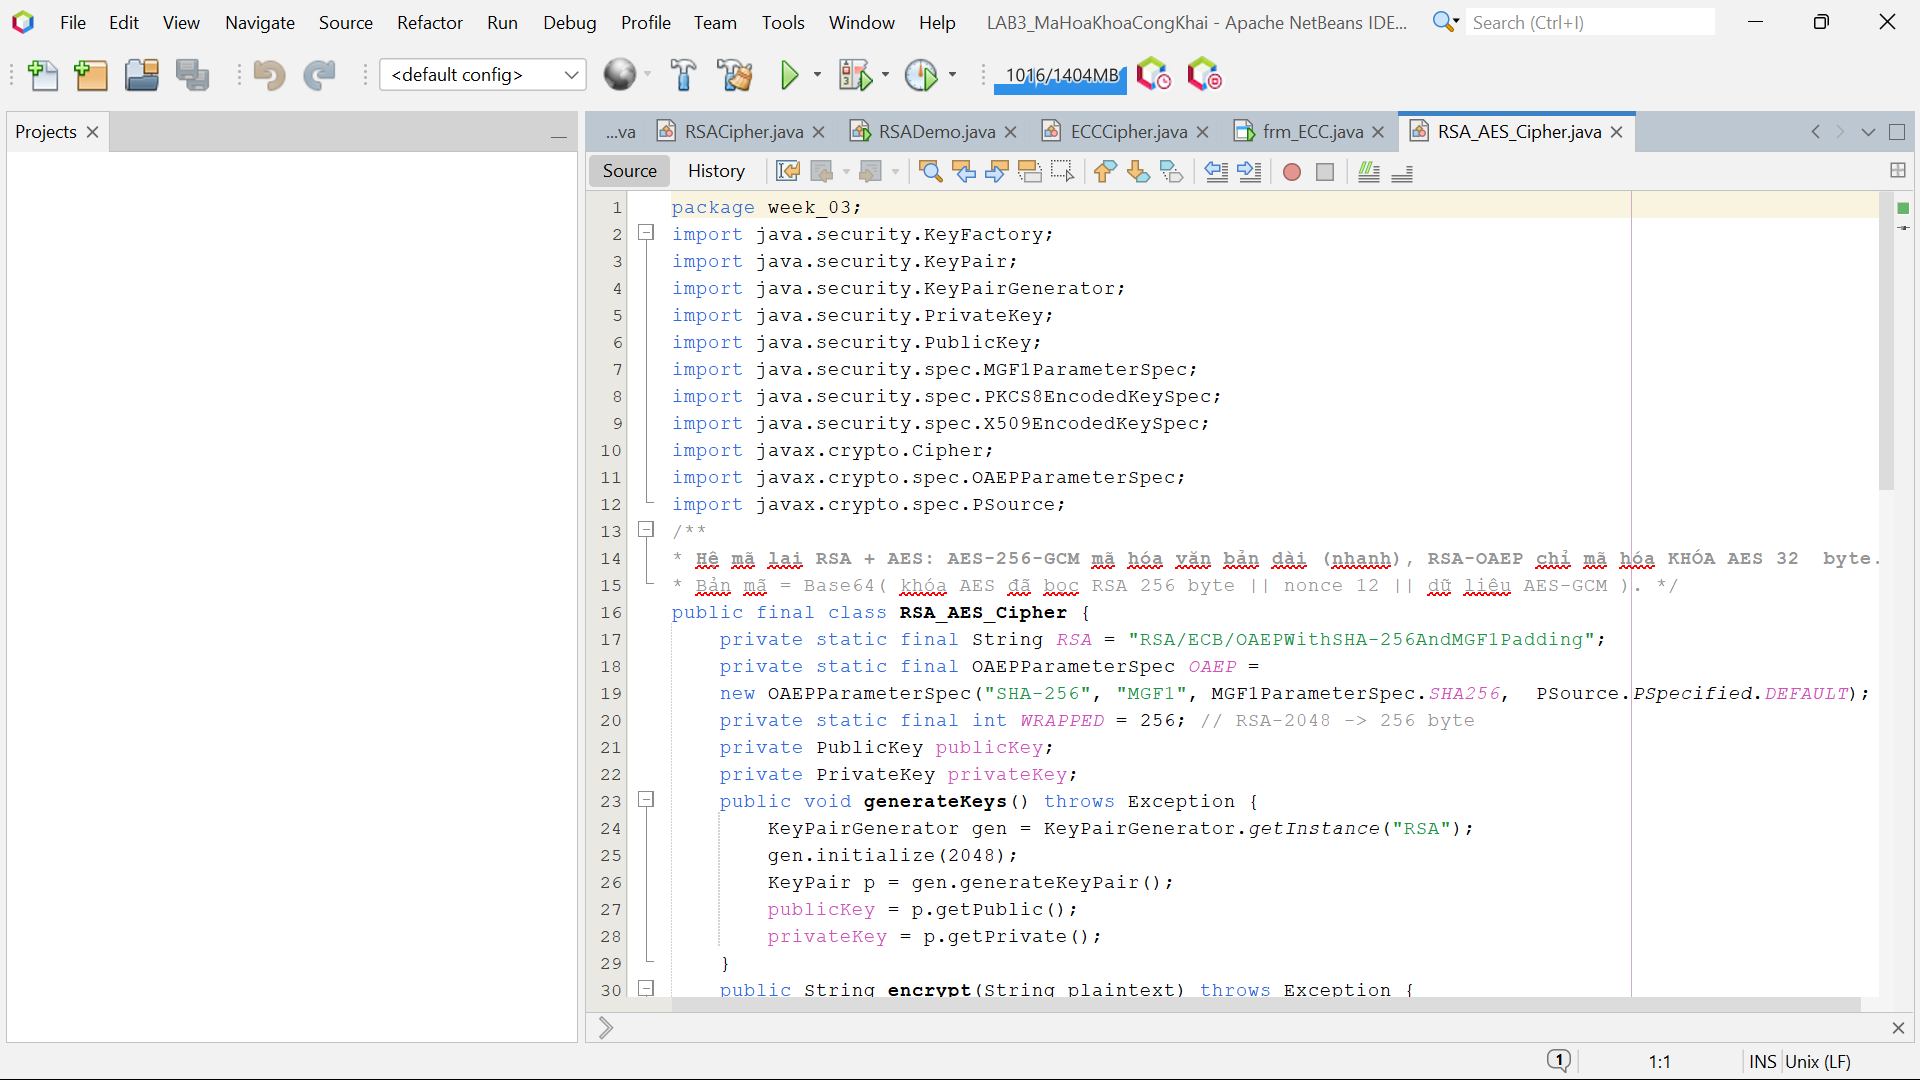 File Edit View Navigate Source Refactor Run Debug Profile Team Tools Window Help LAB3_MaHoaKhoaCongKhai - Apache NetBeans IDE... Search (Ctrl+I)
<default config> 1016/1404MB
Projects ...va RSACipher.java RSADemo.java ECCCipher.java frm_ECC.java RSA_AES_Cipher.java
Source History
1 package week_03;
2 import java.security.KeyFactory;
3 import java.security.KeyPair;
4 import java.security.KeyPairGenerator;
5 import java.security.PrivateKey;
6 import java.security.PublicKey;
7 import java.security.spec.MGF1ParameterSpec;
8 import java.security.spec.PKCS8EncodedKeySpec;
9 import java.security.spec.X509EncodedKeySpec;
10 import javax.crypto.Cipher;
11 import javax.crypto.spec.OAEPParameterSpec;
12 import javax.crypto.spec.PSource;
13 /**
14 * Hệ mã lai RSA + AES: AES-256-GCM mã hóa văn bản dài (nhanh), RSA-OAEP chỉ mã hóa KHÓA AES 32 byte.
15 * Bản mã = Base64( khóa AES đã bọc RSA 256 byte || nonce 12 || dữ liệu AES-GCM ). */
16 public final class RSA_AES_Cipher {
17 private static final String RSA = "RSA/ECB/OAEPWithSHA-256AndMGF1Padding";
18 private static final OAEPParameterSpec OAEP =
19 new OAEPParameterSpec("SHA-256", "MGF1", MGF1ParameterSpec.SHA256, PSource.PSpecified.DEFAULT);
20 private static final int WRAPPED = 256; // RSA-2048 -> 256 byte
21 private PublicKey publicKey;
22 private PrivateKey privateKey;
23 public void generateKeys() throws Exception {
24 KeyPairGenerator gen = KeyPairGenerator.getInstance("RSA");
25 gen.initialize(2048);
26 KeyPair p = gen.generateKeyPair();
27 publicKey = p.getPublic();
28 privateKey = p.getPrivate();
29 }
30 public String encrypt(String plaintext) throws Exception {
1 1:1 INS Unix (LF)